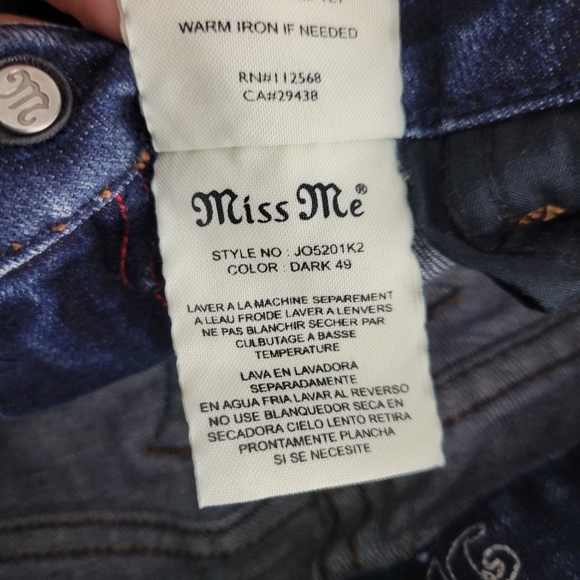 WARM IRON IF NEEDED
RN#112568
CA#29438
Miss Me®
STYLE NO : JO5201K2
COLOR : DARK 49
LAVER A LA MACHINE SEPAREMENT
A LEAU FROIDE LAVER A LENVERS
NE PAS BLANCHIR SECHER PAR
CULBUTAGE A BASSE
TEMPERATURE
LAVA EN LAVADORA
SEPARADAMENTE
EN AGUA FRIA LAVAR AL REVERSO
NO USE BLANQUEDOR SECA EN
SECADORA CIELO LENTO RETIRA
PRONTAMENTE PLANCHA
SI SE NECESITE